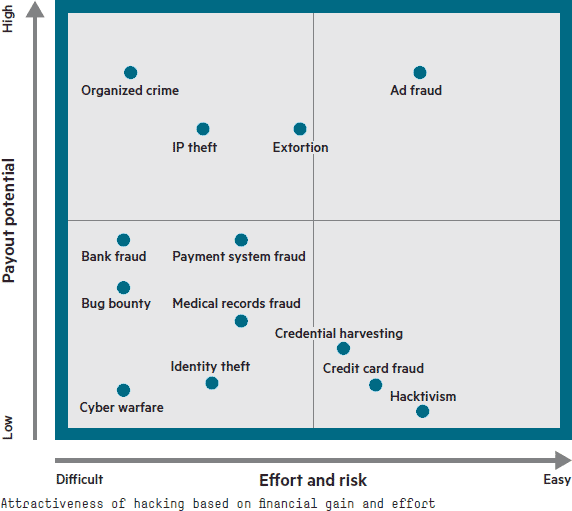 High
Organized crime
Ad fraud
IP theft
Extortion
Payout potential
Bank fraud
Payment system fraud
Bug bounty
Medical records fraud
Credential harvesting
Identity theft
Credit card fraud
Hacktivism
Cyber warfare
Low
Difficult
Effort and risk
Easy
Attractiveness of hacking based on financial gain and effort